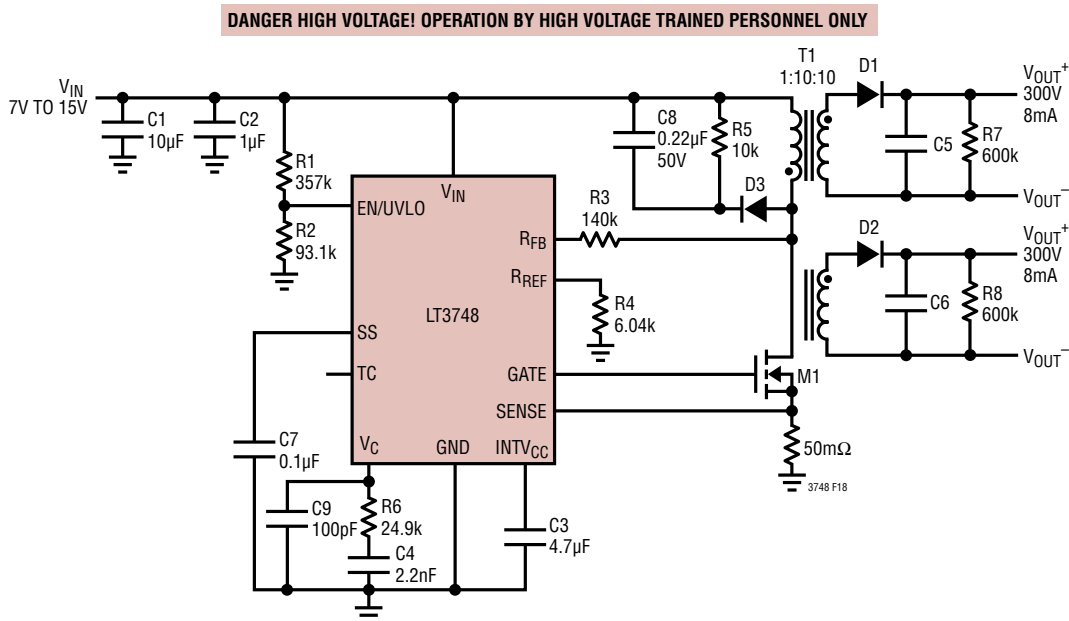 DANGER HIGH VOLTAGE! OPERATION BY HIGH VOLTAGE TRAINED PERSONNEL ONLY
VIN
7V TO 15V
C1
10µF
C2
1µF
R1
357k
R2
93.1k
C8
0.22µF
50V
R5
10k
D3
T1
1:10:10
D1
C5
R7
600k
VOUT+
300V
8mA
VOUT–
D2
C6
R8
600k
VOUT+
300V
8mA
VOUT–
VIN
EN/UVLO
RFB
R3
140k
RREF
R4
6.04k
LT3748
SS
TC
GATE
M1
SENSE
50mΩ
VC
GND
INTVCC
C7
0.1µF
C9
100pF
R6
24.9k
C4
2.2nF
C3
4.7µF
3748 F18